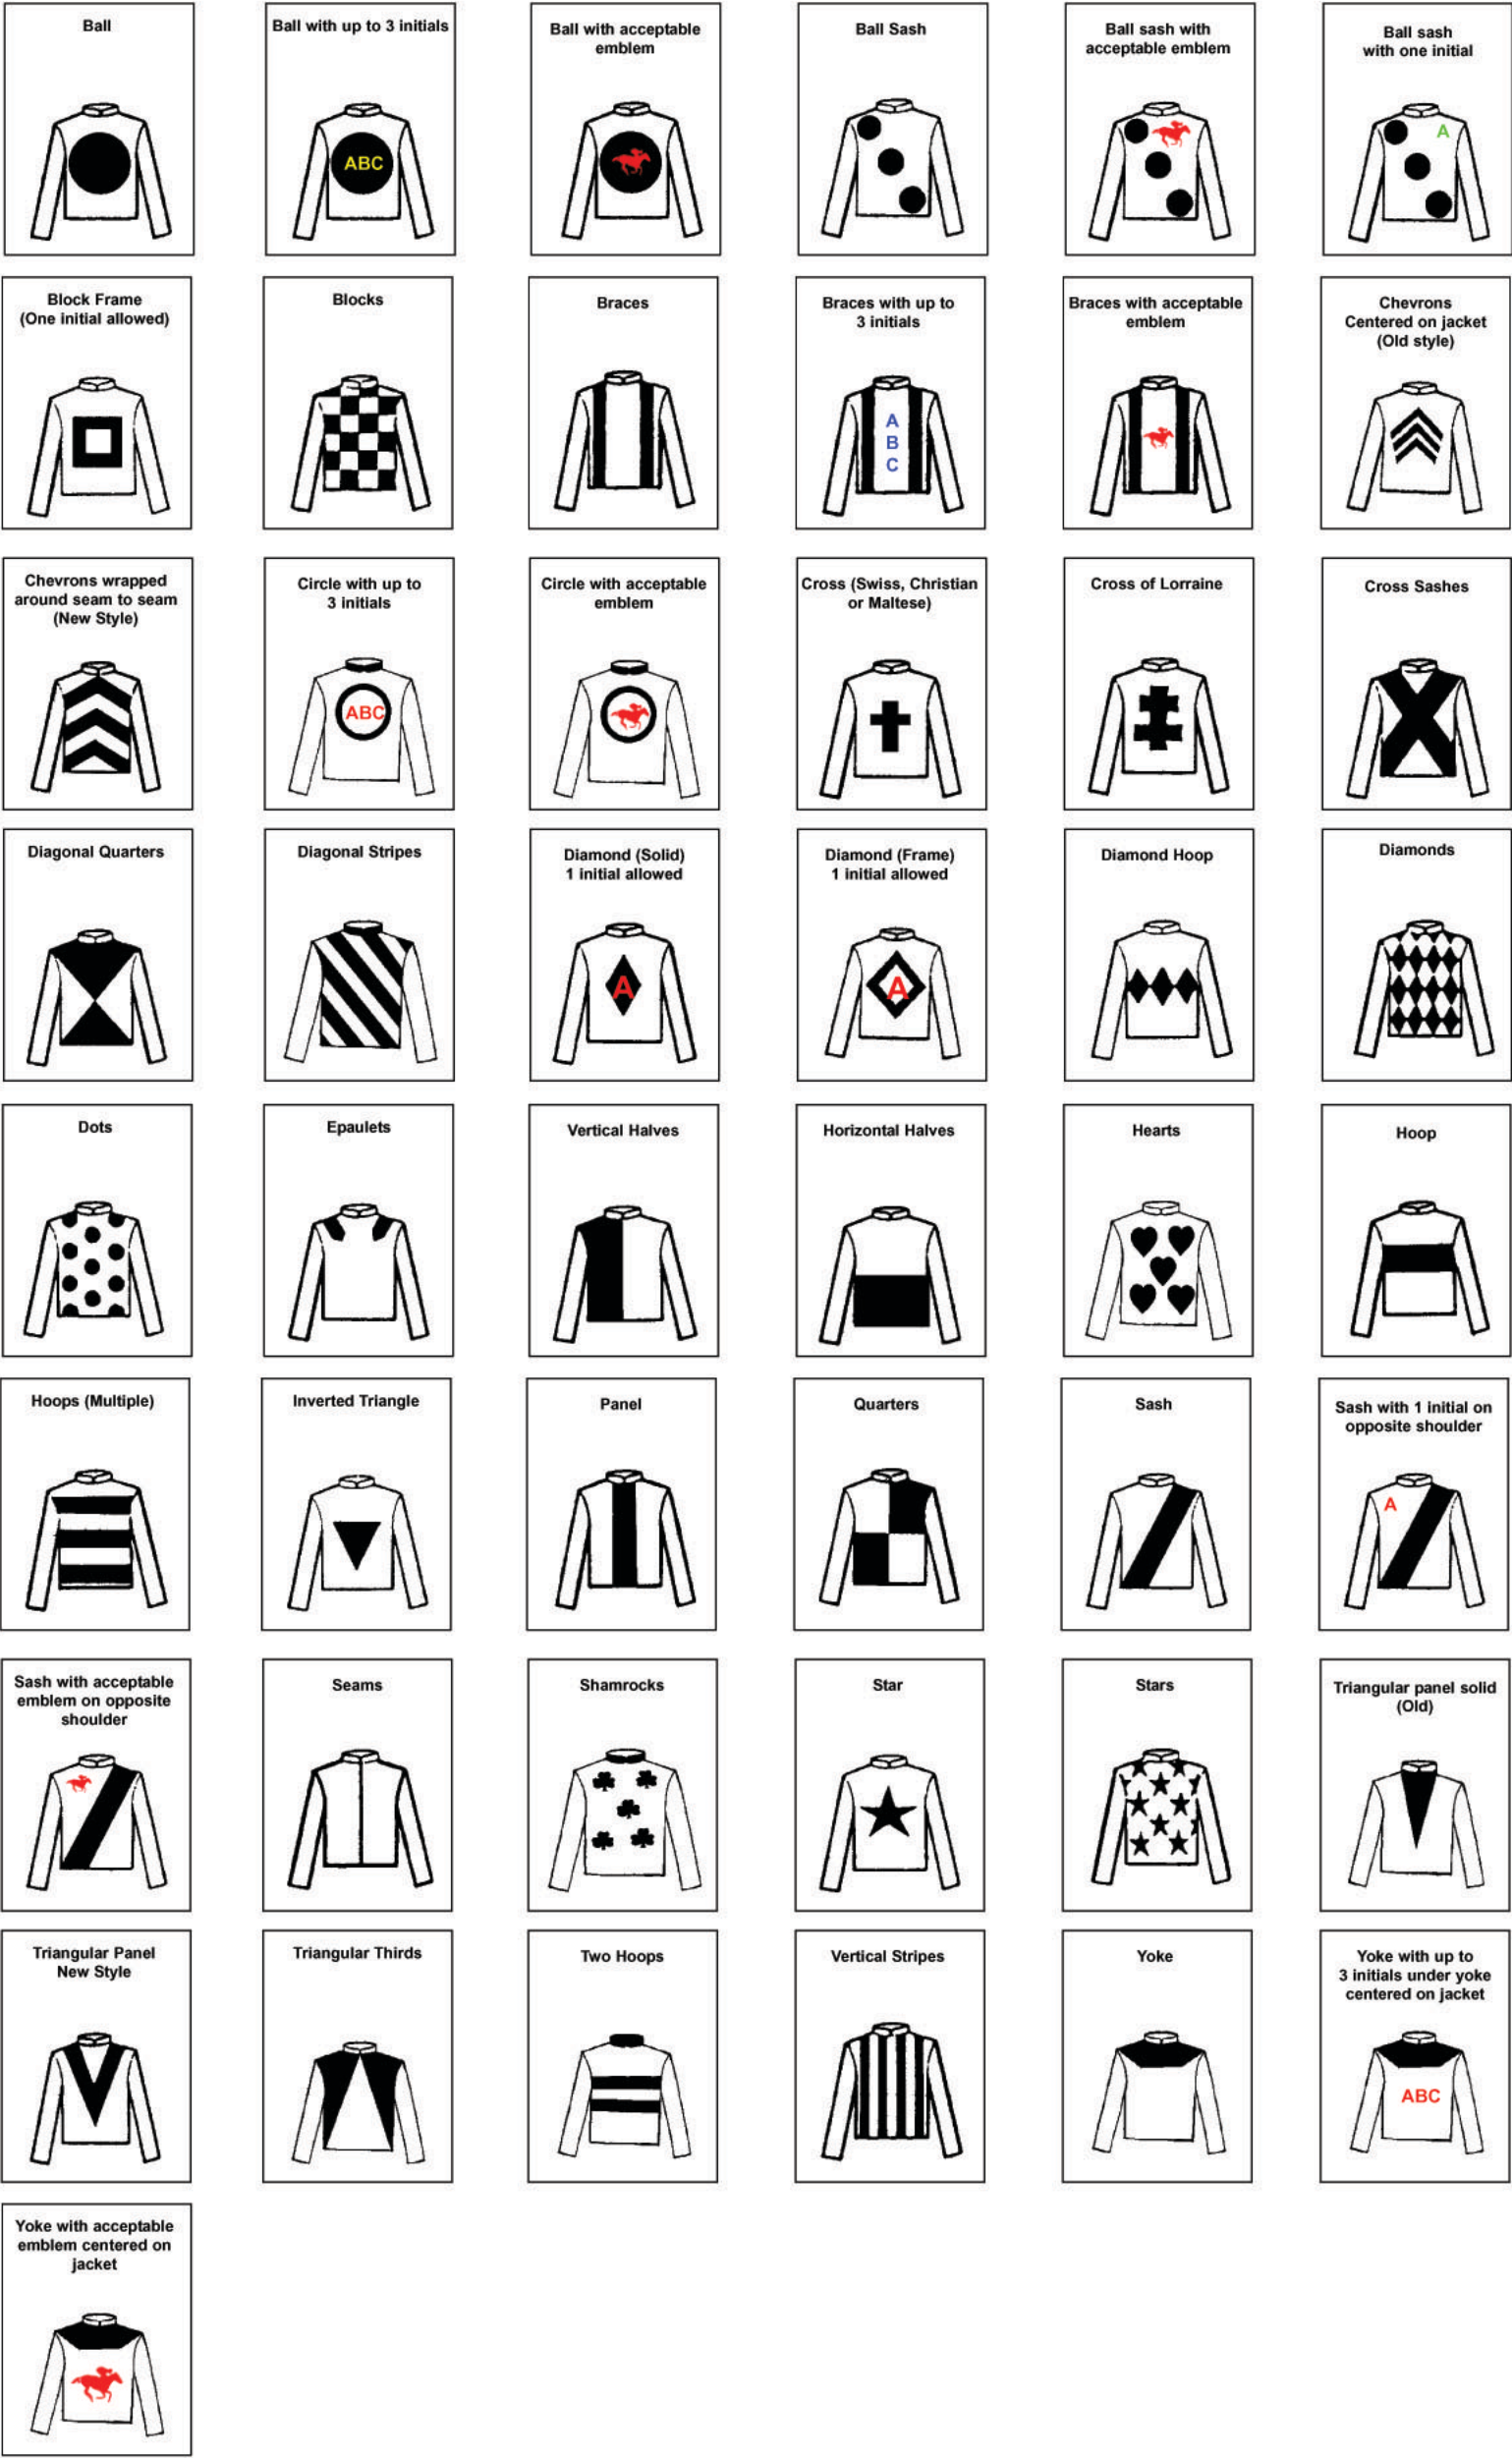 Ball
Ball with up to 3 initials
Ball with acceptable
emblem
Ball Sash
Ball sash with
acceptable emblem
Ball sash
with one initial
ABC
A
Block Frame
(One initial allowed)
Blocks
Braces
Braces with up to
3 initials
Braces with acceptable
emblem
Chevrons
Centered on jacket
(Old style)
A
B
C
Chevrons wrapped
around seam to seam
(New Style)
Circle with up to
3 initials
Circle with acceptable
emblem
Cross (Swiss, Christian
or Maltese)
Cross of Lorraine
Cross Sashes
ABC
Diagonal Quarters
Diagonal Stripes
Diamond (Solid)
1 initial allowed
Diamond (Frame)
1 initial allowed
Diamond Hoop
Diamonds
A
A
Dots
Epaulets
Vertical Halves
Horizontal Halves
Hearts
Hoop
Hoops (Multiple)
Inverted Triangle
Panel
Quarters
Sash
Sash with 1 initial on
opposite shoulder
A
Sash with acceptable
emblem on opposite
shoulder
Seams
Shamrocks
Star
Stars
Triangular panel solid
(Old)
Triangular Panel
New Style
Triangular Thirds
Two Hoops
Vertical Stripes
Yoke
Yoke with up to
3 initials under yoke
centered on jacket
ABC
Yoke with acceptable
emblem centered on
jacket